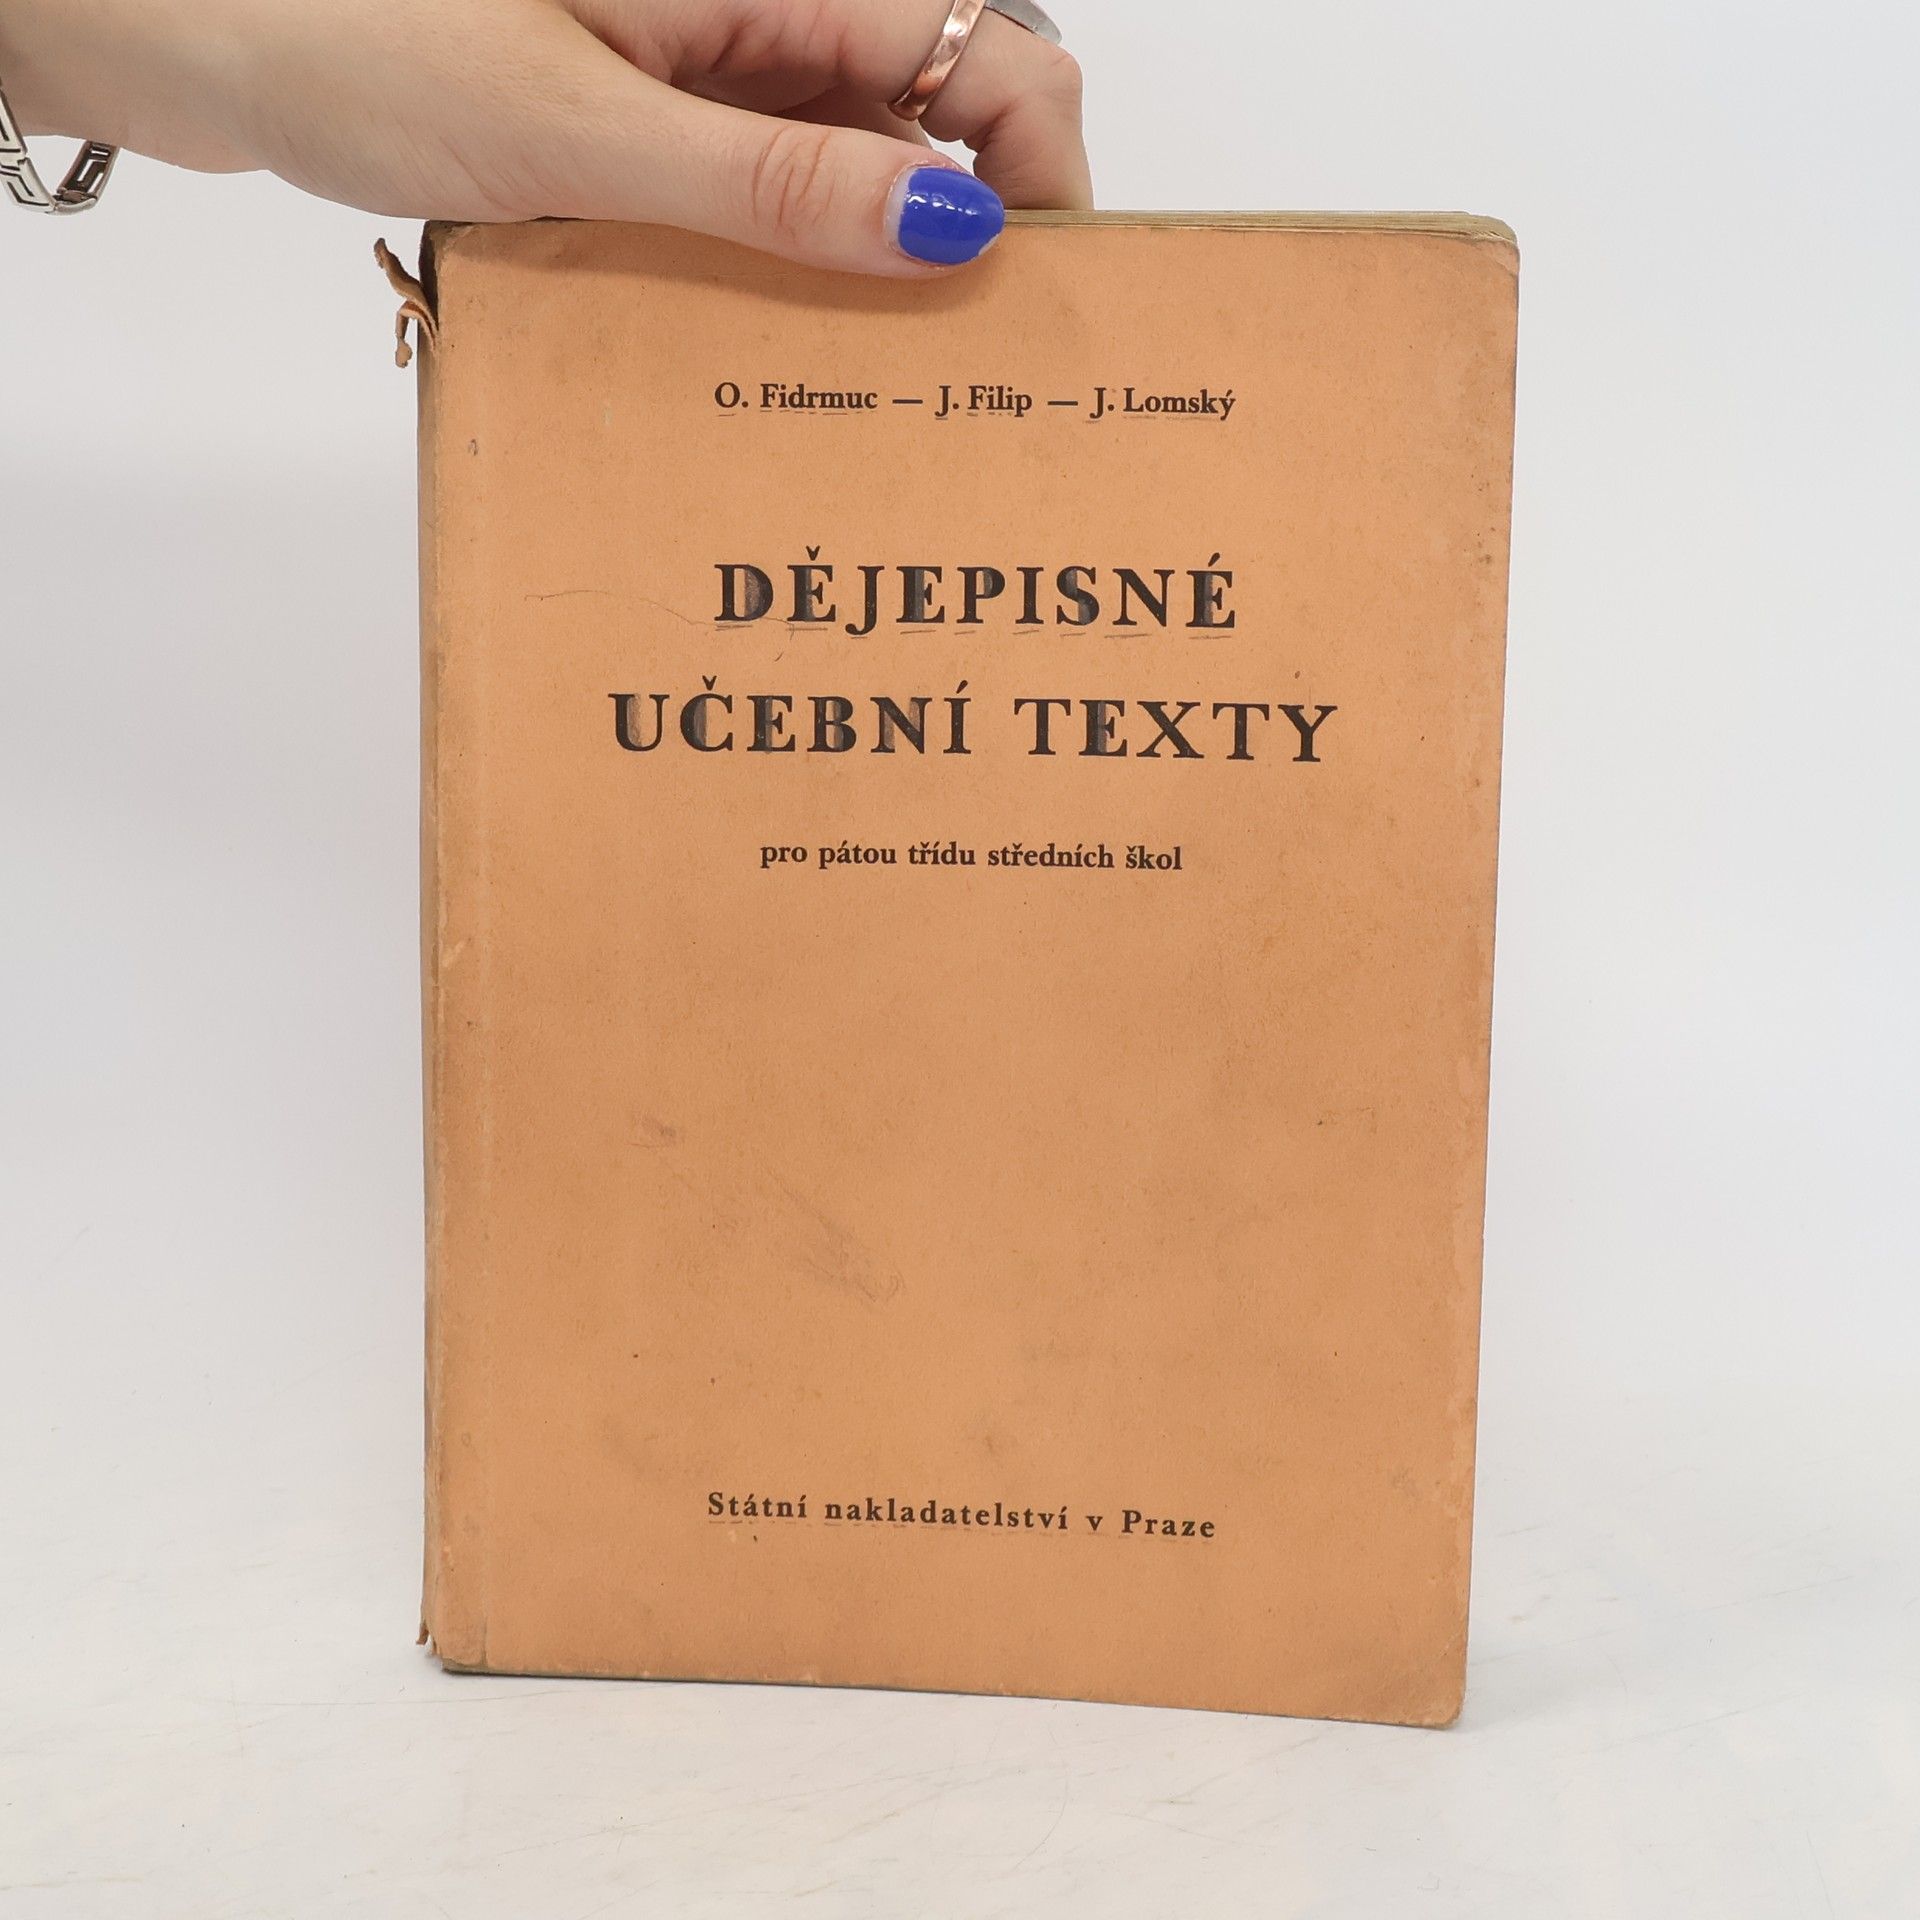 O. Fidrmuc — J. Filip — J. Lomský
DĚJEPISNÉ
UČEBNÍ TEXTY
pro pátou třídu středních škol
Státní nakladatelství v Praze